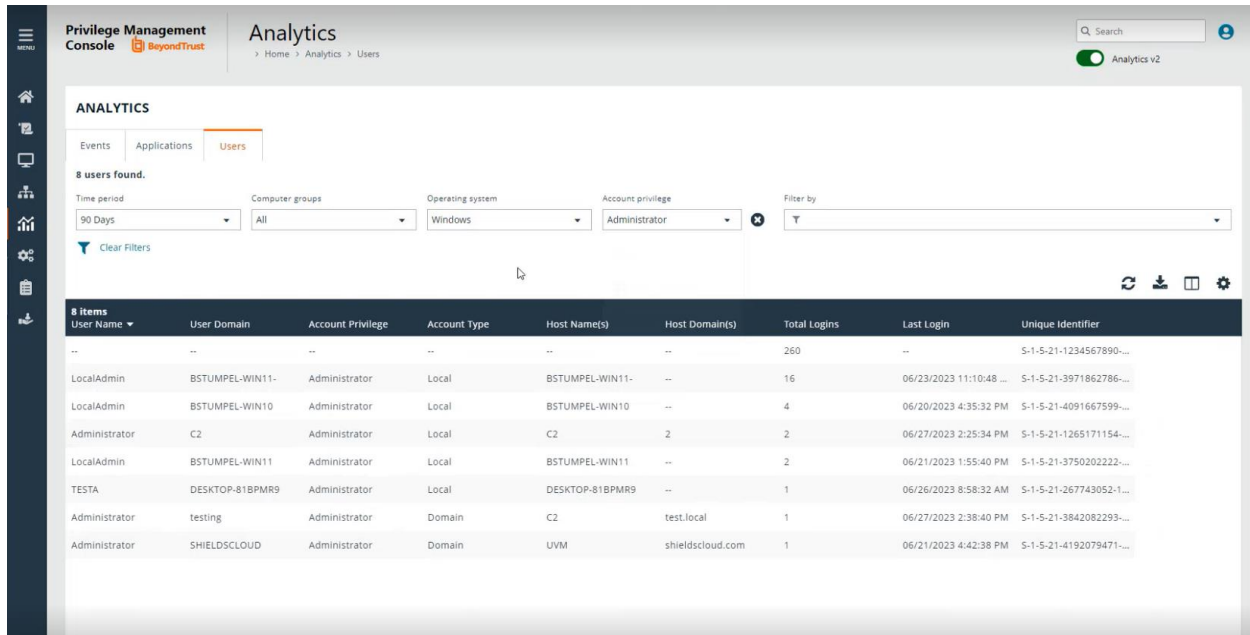 MENU
Privilege Management
Console BeyondTrust
Analytics
> Home > Analytics > Users
Search
Analytics v2
ANALYTICS
Events Applications Users
8 users found.
Time period Computer groups Operating system Account privilege Filter by
90 Days All Windows Administrator
Clear Filters
8 items
User Name User Domain Account Privilege Account Type Host Name(s) Host Domain(s) Total Logins Last Login Unique Identifier
-- -- -- -- -- -- 260 -- S-1-5-21-1234567890-...
LocalAdmin BSTUMPEL-WIN11- Administrator Local BSTUMPEL-WIN11- -- 16 06/23/2023 11:10:48 ... S-1-5-21-3971862786-...
LocalAdmin BSTUMPEL-WIN10 Administrator Local BSTUMPEL-WIN10 -- 4 06/20/2023 4:35:32 PM S-1-5-21-4091667599-...
Administrator C2 Administrator Local C2 2 2 06/27/2023 2:25:34 PM S-1-5-21-1265171154-...
LocalAdmin BSTUMPEL-WIN11 Administrator Local BSTUMPEL-WIN11 -- 2 06/21/2023 1:55:40 PM S-1-5-21-3750202222-...
TESTA DESKTOP-81BPMR9 Administrator Local DESKTOP-81BPMR9 -- 1 06/26/2023 8:58:32 AM S-1-5-21-267743052-1...
Administrator testing Administrator Domain C2 test.local 1 06/27/2023 2:38:40 PM S-1-5-21-3842082293-...
Administrator SHIELDSCLOUD Administrator Domain UVM shieldscloud.com 1 06/21/2023 4:42:38 PM S-1-5-21-4192079471-...